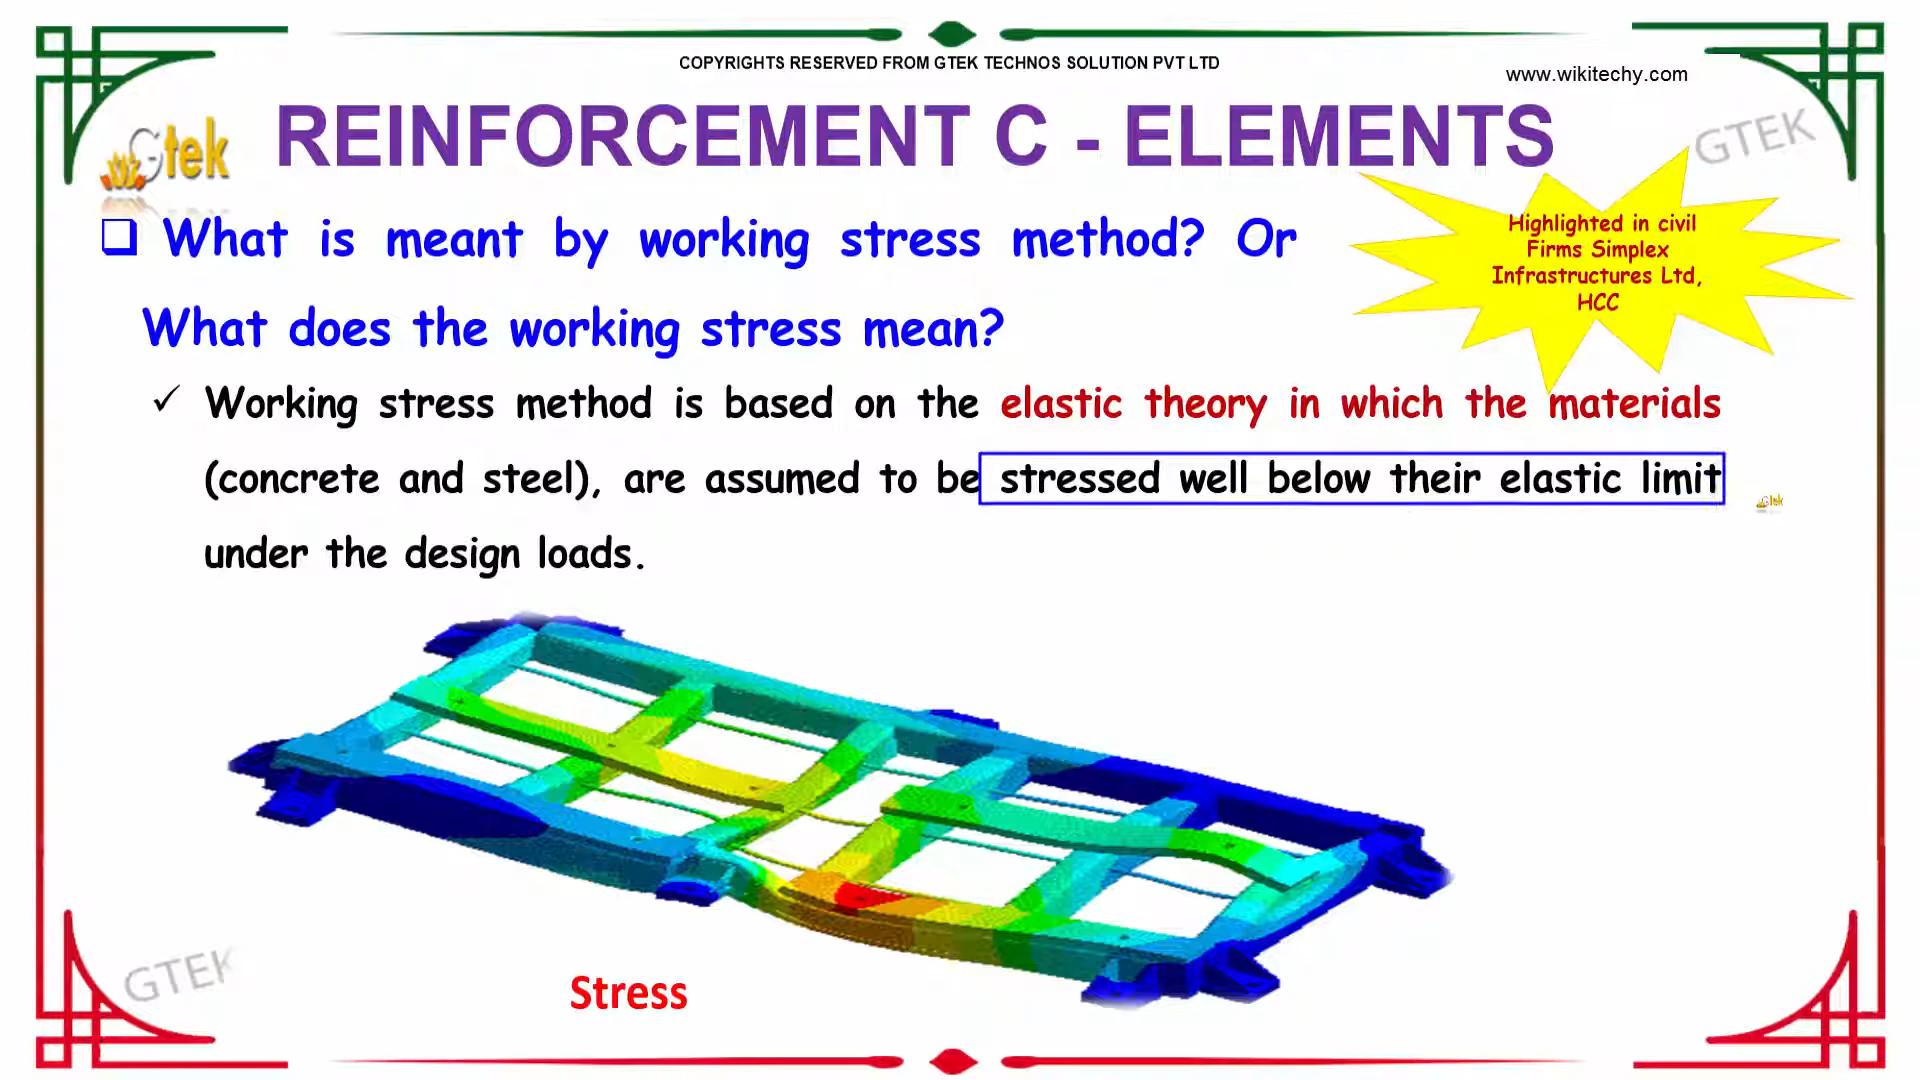 COPYRIGHTS RESERVED FROM GTEK TECHNOS SOLUTION PVT LTD
www.wikitechy.com
Gtek
REINFORCEMENT C - ELEMENTS
GTEK
What is meant by working stress method? Or
What does the working stress mean?
Highlighted in civil
Firms Simplex
Infrastructures Ltd,
HCC
✓ Working stress method is based on the elastic theory in which the materials
(concrete and steel), are assumed to be stressed well below their elastic limit
under the design loads.
Gtek
GTEK
Stress